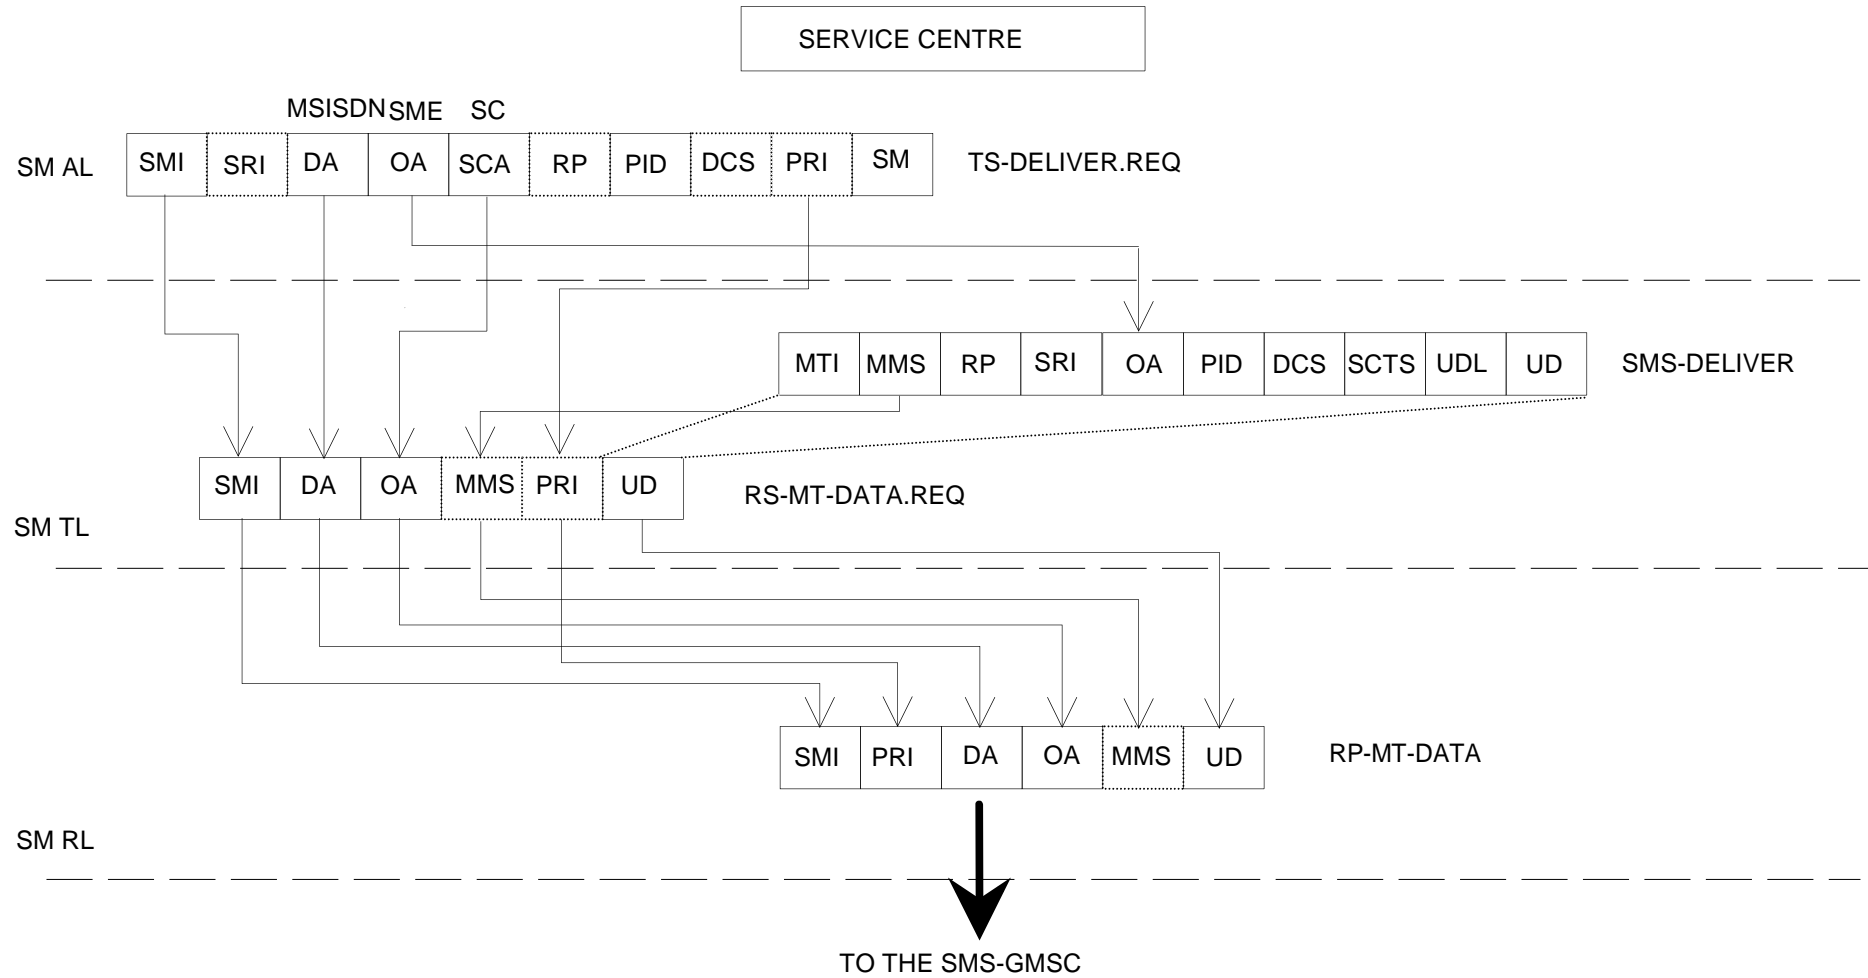 SERVICE CENTRE
MSISDN SME SC
SM AL SMI SRI DA OA SCA RP PID DCS PRI SM TS-DELIVER.REQ
MTI MMS RP SRI OA PID DCS SCTS UDL UD SMS-DELIVER
SMI DA OA MMS PRI UD RS-MT-DATA.REQ
SM TL
SMI PRI DA OA MMS UD RP-MT-DATA
SM RL
TO THE SMS-GMSC